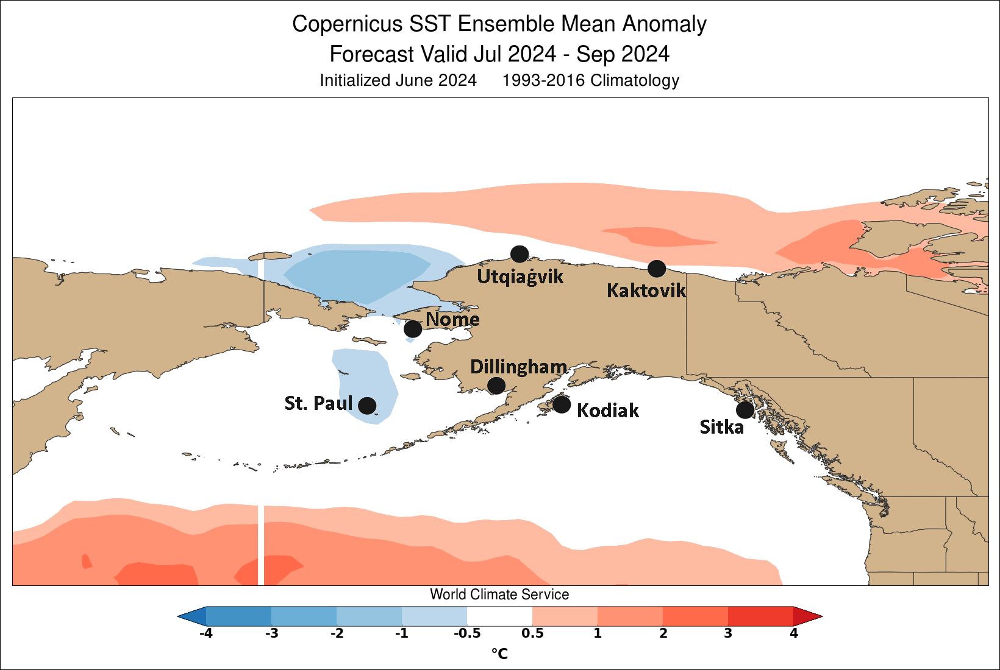 Copernicus SST Ensemble Mean Anomaly
Forecast Valid Jul 2024 - Sep 2024
Initialized June 2024 1993-2016 Climatology
Utqiaġvik
Kaktovik
Nome
Dillingham
St. Paul
Kodiak
Sitka
World Climate Service
-4 -3 -2 -1 -0.5 0.5 1 2 3 4
°C